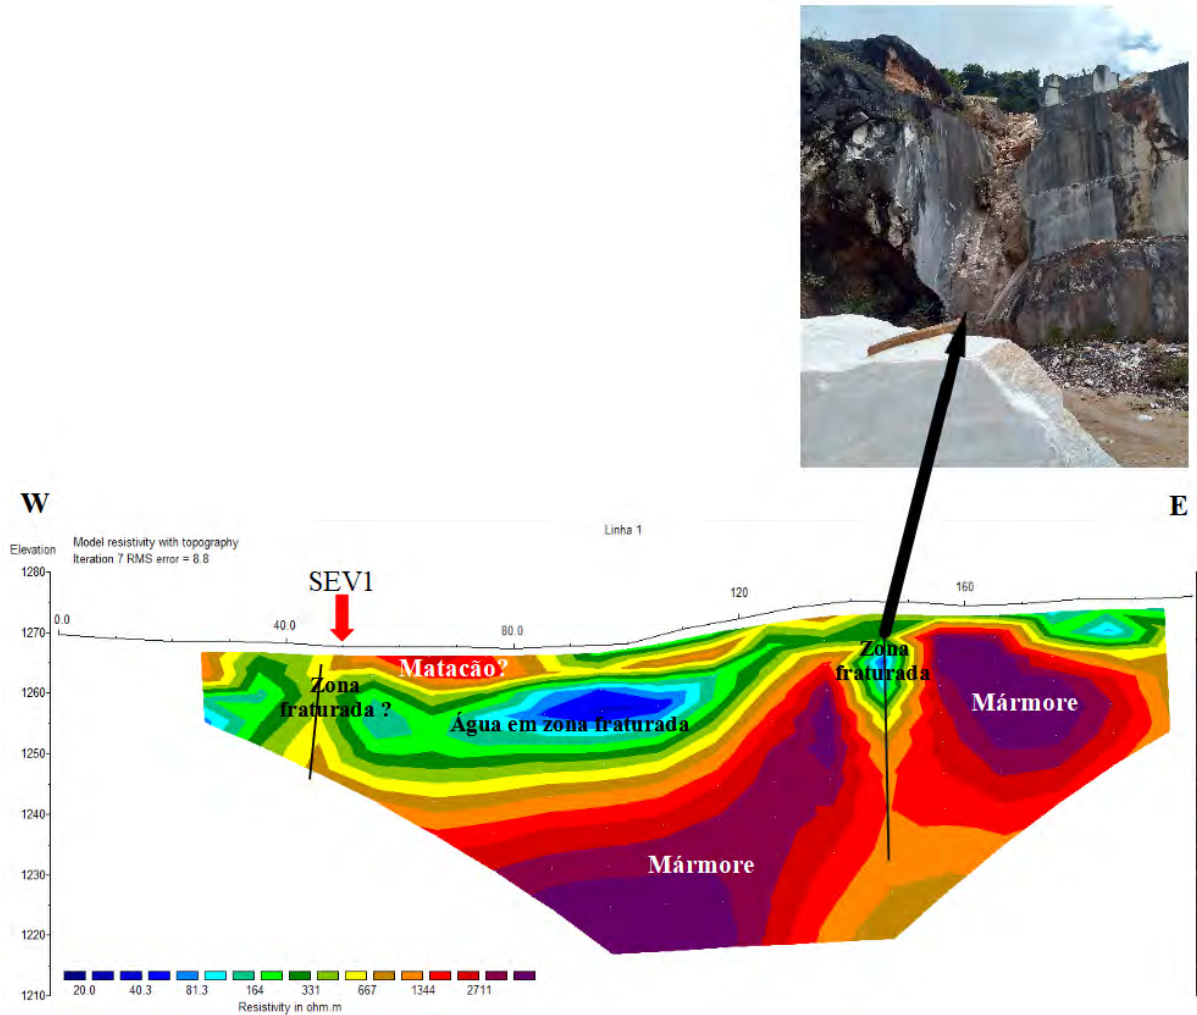 W
E
Linha 1
Elevation
Model resistivity with topography
Iteration 7 RMS error = 8.8
SEV1
1280
1270
1260
1250
1240
1230
1220
1210
0.0
40.0
80.0
120
160
Matacão?
Zona
fraturada ?
Água em zona fraturada
Zona
fraturada
Mármore
Mármore
20.0 40.3 81.3 164 331 667 1344 2711
Resistivity in ohm.m